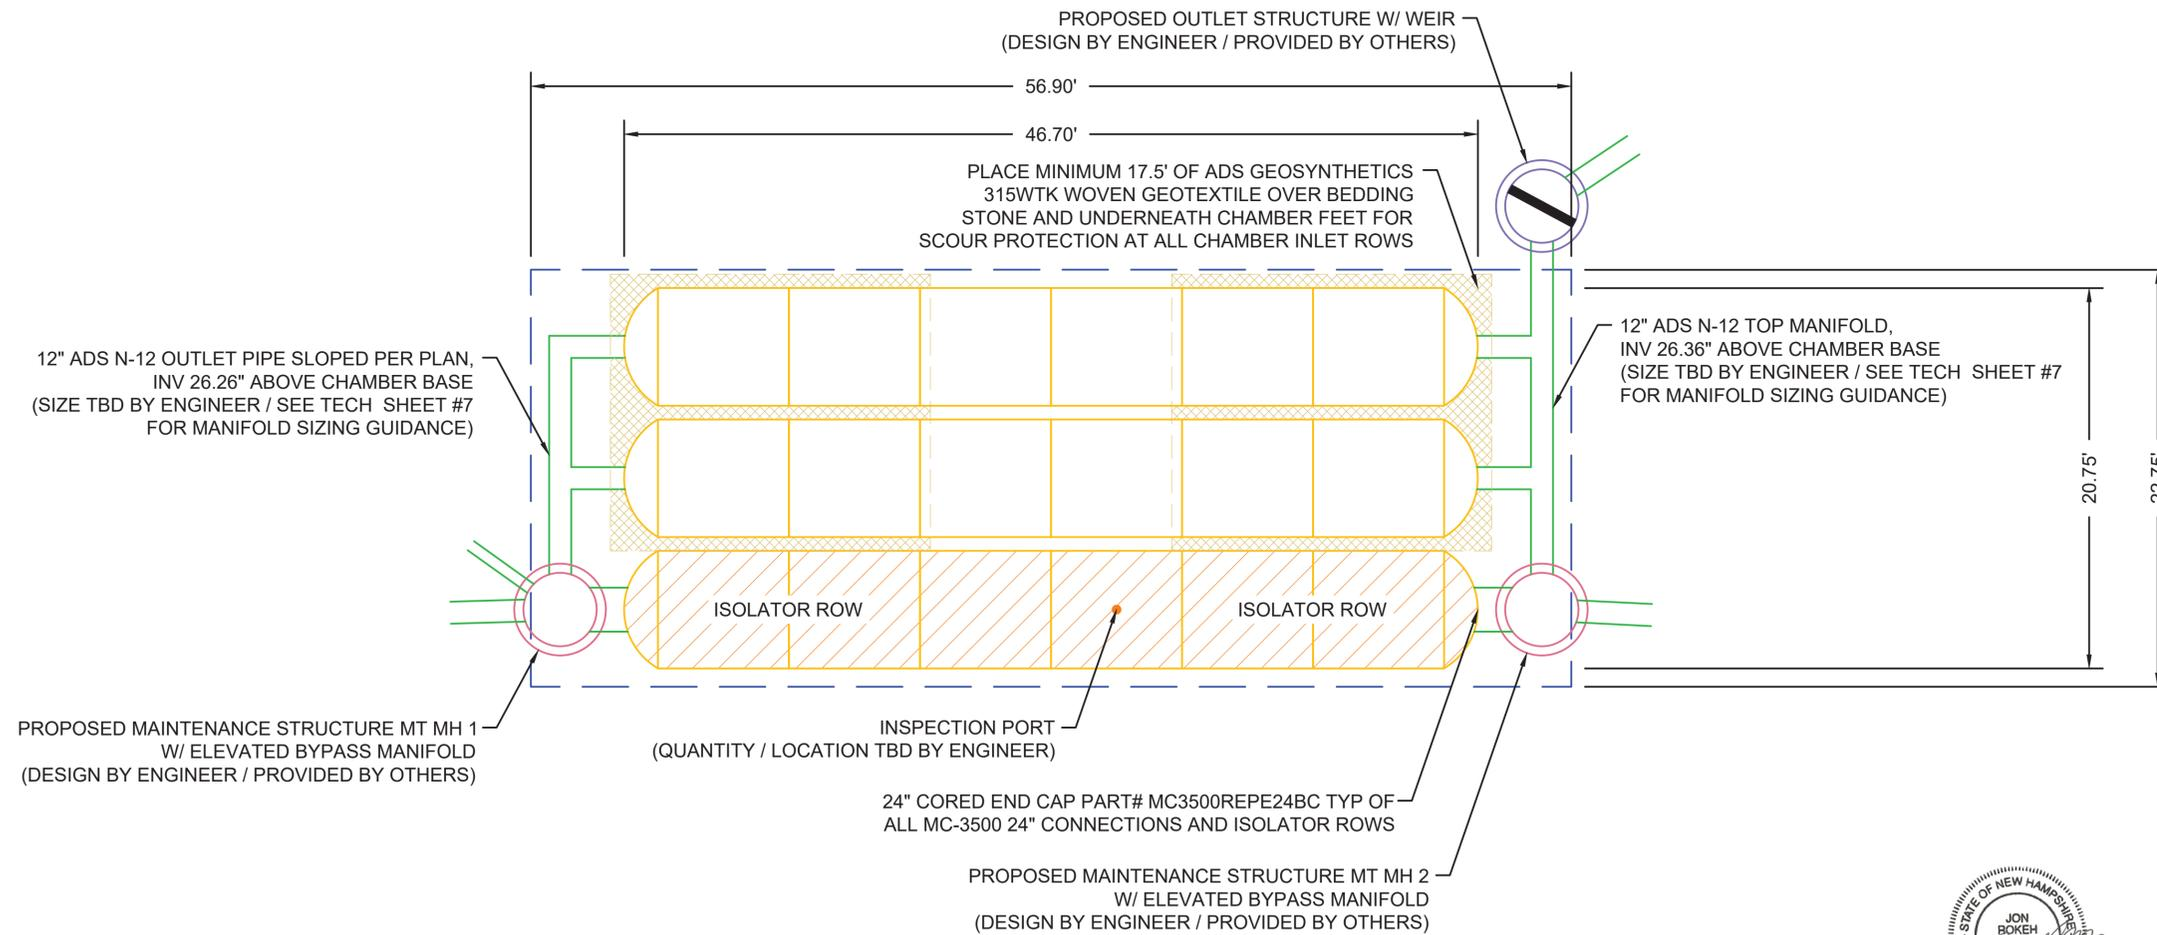 PROPOSED OUTLET STRUCTURE W/ WEIR
(DESIGN BY ENGINEER / PROVIDED BY OTHERS)
56.90'
46.70'
PLACE MINIMUM 17.5' OF ADS GEOSYNTHETICS
315WTK WOVEN GEOTEXTILE OVER BEDDING
STONE AND UNDERNEATH CHAMBER FEET FOR
SCOUR PROTECTION AT ALL CHAMBER INLET ROWS
12" ADS N-12 OUTLET PIPE SLOPED PER PLAN,
INV 26.26" ABOVE CHAMBER BASE
(SIZE TBD BY ENGINEER / SEE TECH SHEET #7
FOR MANIFOLD SIZING GUIDANCE)
12" ADS N-12 TOP MANIFOLD,
INV 26.36" ABOVE CHAMBER BASE
(SIZE TBD BY ENGINEER / SEE TECH SHEET #7
FOR MANIFOLD SIZING GUIDANCE)
20.75'
ISOLATOR ROW
ISOLATOR ROW
PROPOSED MAINTENANCE STRUCTURE MT MH 1
W/ ELEVATED BYPASS MANIFOLD
(DESIGN BY ENGINEER / PROVIDED BY OTHERS)
INSPECTION PORT
(QUANTITY / LOCATION TBD BY ENGINEER)
24" CORED END CAP PART# MC3500REPE24BC TYP OF
ALL MC-3500 24" CONNECTIONS AND ISOLATOR ROWS
PROPOSED MAINTENANCE STRUCTURE MT MH 2
W/ ELEVATED BYPASS MANIFOLD
(DESIGN BY ENGINEER / PROVIDED BY OTHERS)
STATE OF NEW HAMPSHIRE
JON
BOKEH